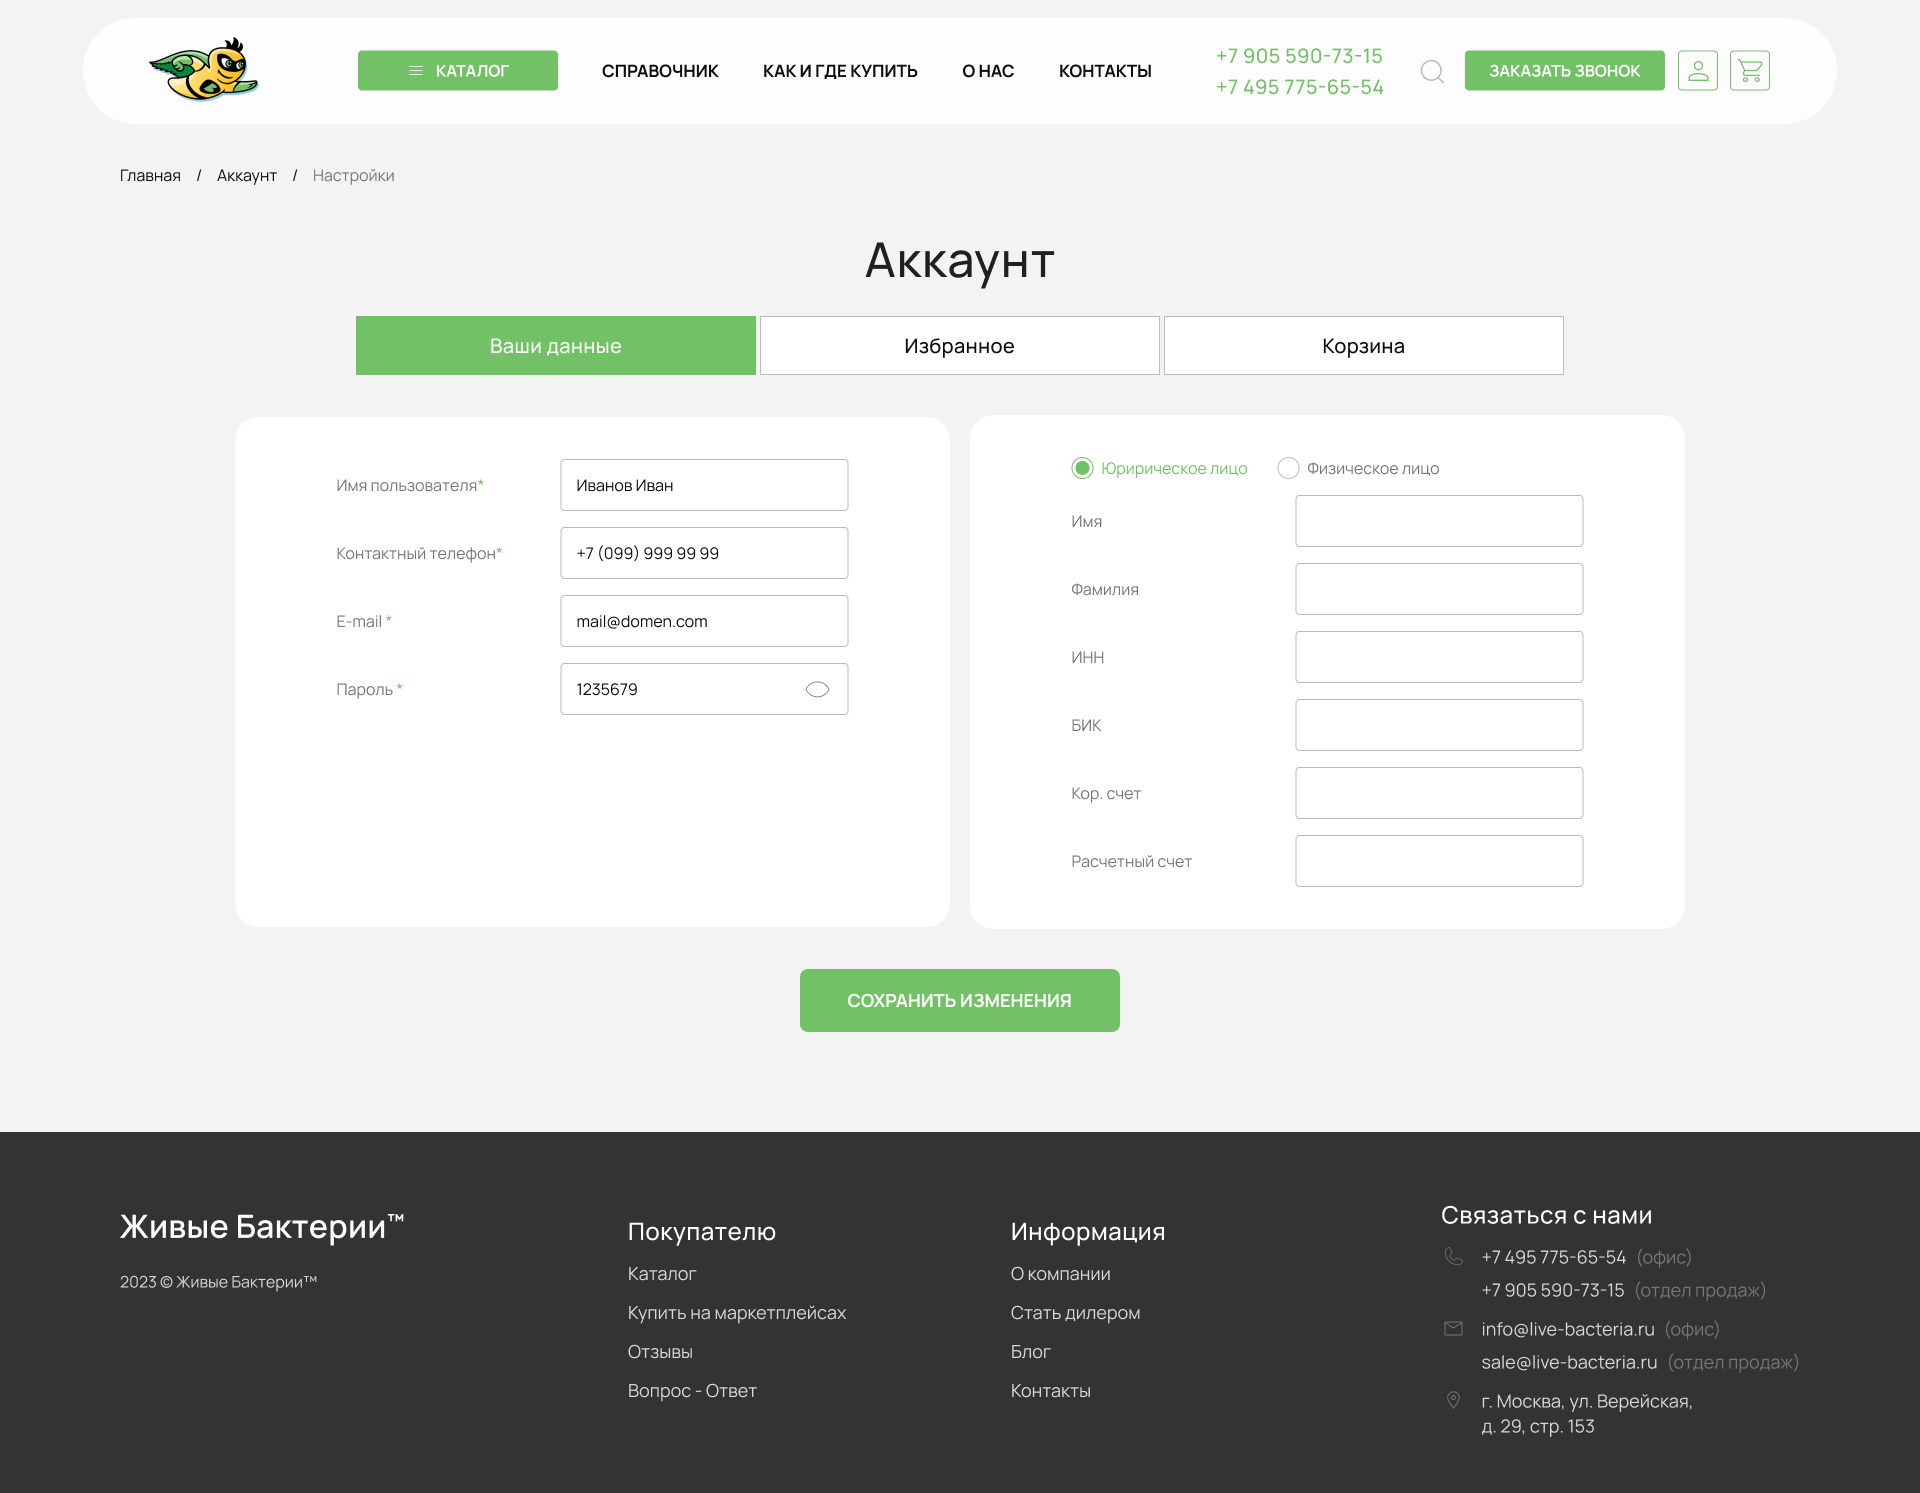 КАТАЛОГ
СПРАВОЧНИК
КАК И ГДЕ КУПИТЬ
О НАС
КОНТАКТЫ
+7 905 590-73-15
+7 495 775-65-54
ЗАКАЗАТЬ ЗВОНОК
Главная / Аккаунт / Настройки
Аккаунт
Ваши данные
Избранное
Корзина
Имя пользователя*
Иванов Иван
Контактный телефон*
+7 (099) 999 99 99
E-mail *
mail@domen.com
Пароль *
1235679
Юририческое лицо
Физическое лицо
Имя
Фамилия
ИНН
БИК
Кор. счет
Расчетный счет
СОХРАНИТЬ ИЗМЕНЕНИЯ
Живые Бактерии™
2023 © Живые Бактерии™
Покупателю
Каталог
Купить на маркетплейсах
Отзывы
Вопрос - Ответ
Информация
О компании
Стать дилером
Блог
Контакты
Связаться с нами
+7 495 775-65-54 (офис)
+7 905 590-73-15 (отдел продаж)
info@live-bacteria.ru (офис)
sale@live-bacteria.ru (отдел продаж)
г. Москва, ул. Верейская,
д. 29, стр. 153